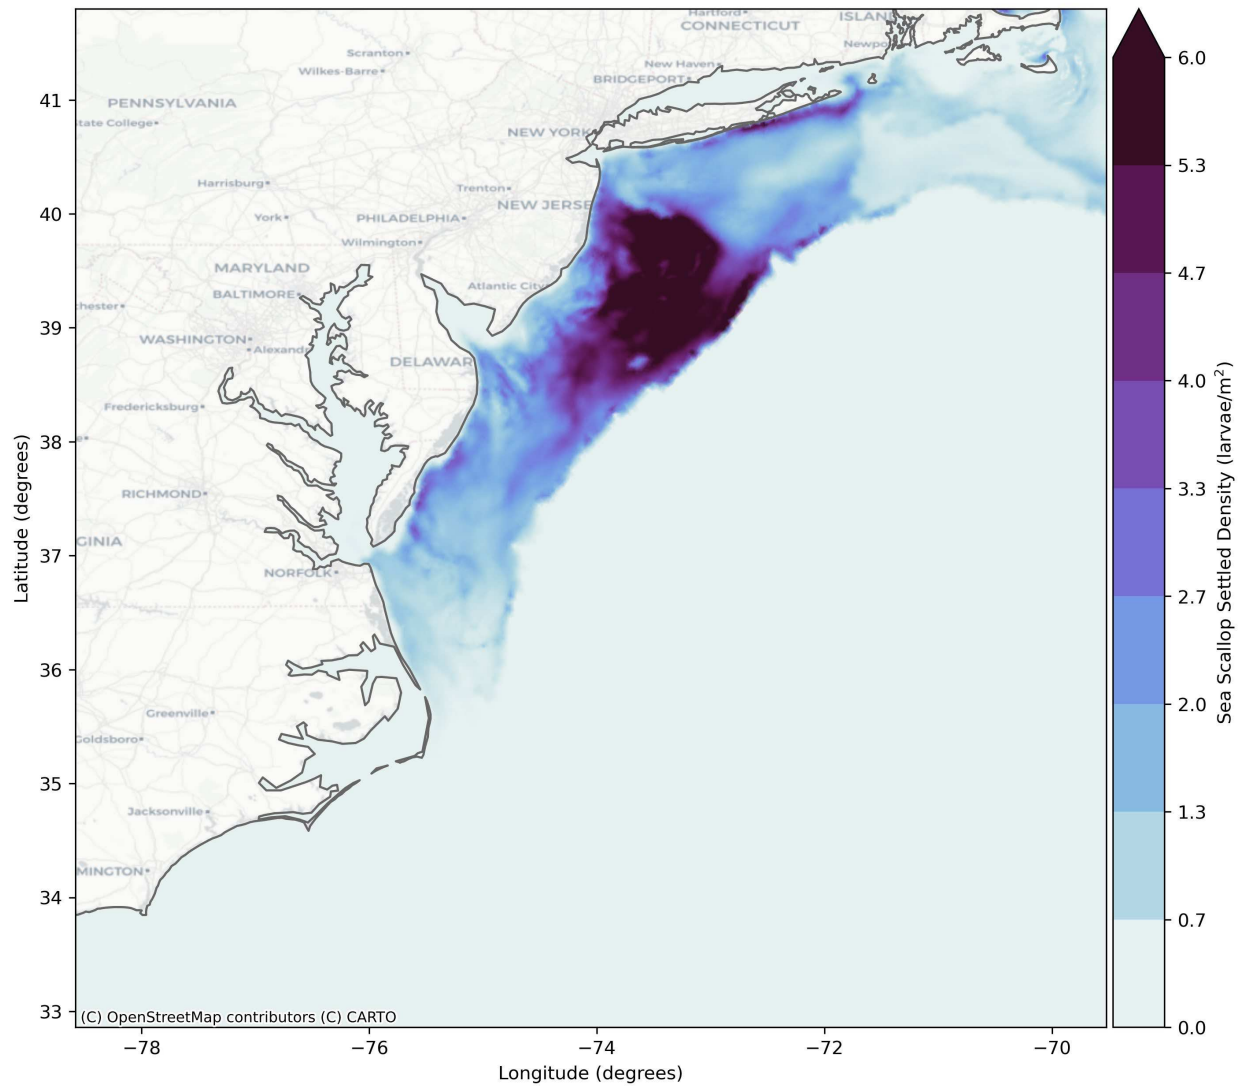 Hartford
CONNECTICUT
ISLAN
Newpo
Scranton
Wilkes-Barre
New Haven
BRIDGEPORT
41
PENNSYLVANIA
tate College
NEW YORK
Harrisburg
Trenton
NEW JERSE
40
York
PHILADELPHIA
Wilmington
MARYLAND
BALTIMORE
Atlantic City
hester
39
WASHINGTON
Alexand
DELAWAR
Fredericksburg
38
RICHMOND
37
GINIA
NORFOLK
36
Greenville
Goldsboro
35
Jacksonville
34
MINGTON
33
(C) OpenStreetMap contributors (C) CARTO
−78
−76
−74
−72
−70
Longitude (degrees)
Latitude (degrees)
6.0
5.3
4.7
4.0
3.3
2.7
2.0
1.3
0.7
0.0
Sea Scallop Settled Density (larvae/m²)